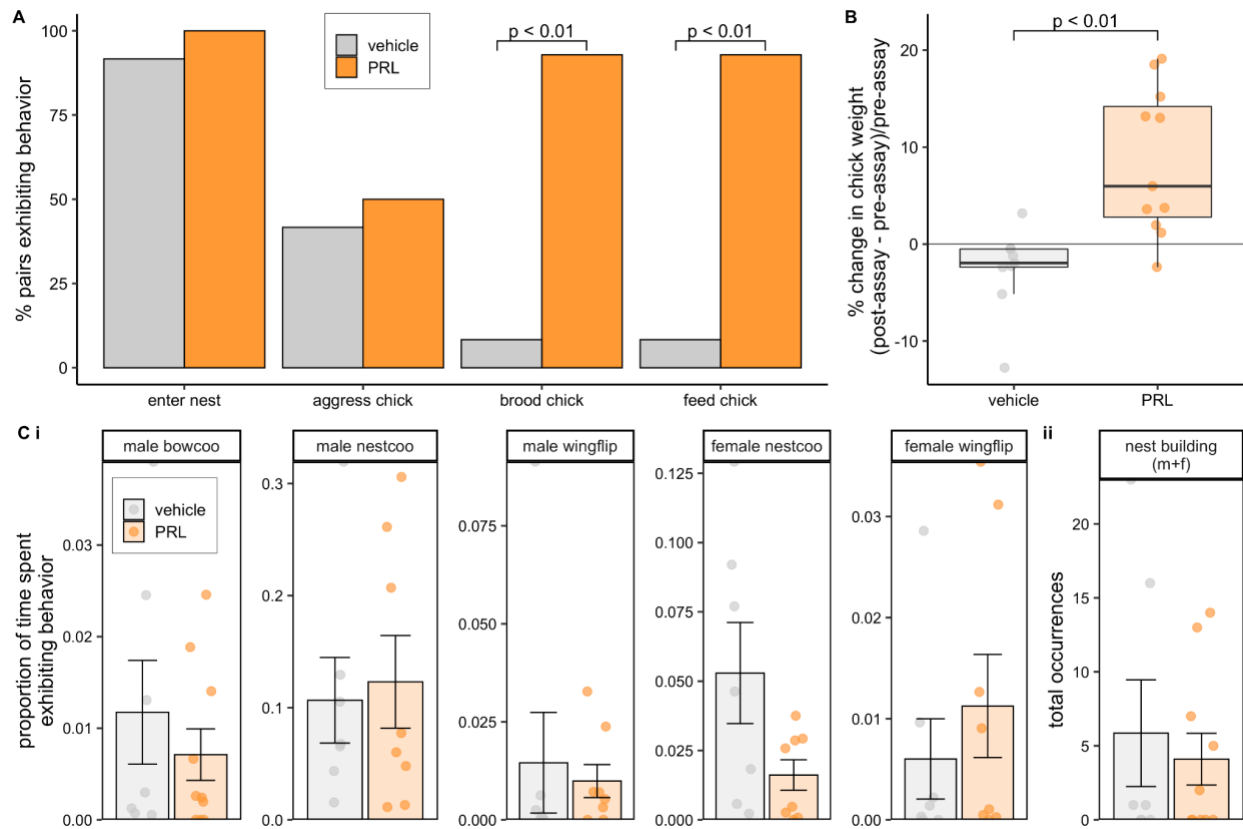 A
% pairs exhibiting behavior
100
75
50
25
0
vehicle
PRL
p < 0.01
p < 0.01
enter nest
aggress chick
brood chick
feed chick
B
% change in chick weight
(post-assay - pre-assay)/pre-assay
20
10
0
-10
p < 0.01
vehicle
PRL
C i
proportion of time spent
exhibiting behavior
male bowcoo
0.03
0.02
0.01
0.00
vehicle
PRL
male nestcoo
0.3
0.2
0.1
0.0
male wingflip
0.075
0.050
0.025
0.000
female nestcoo
0.125
0.100
0.075
0.050
0.025
0.000
female wingflip
0.03
0.02
0.01
0.00
ii
total occurrences
nest building
(m+f)
20
15
10
5
0